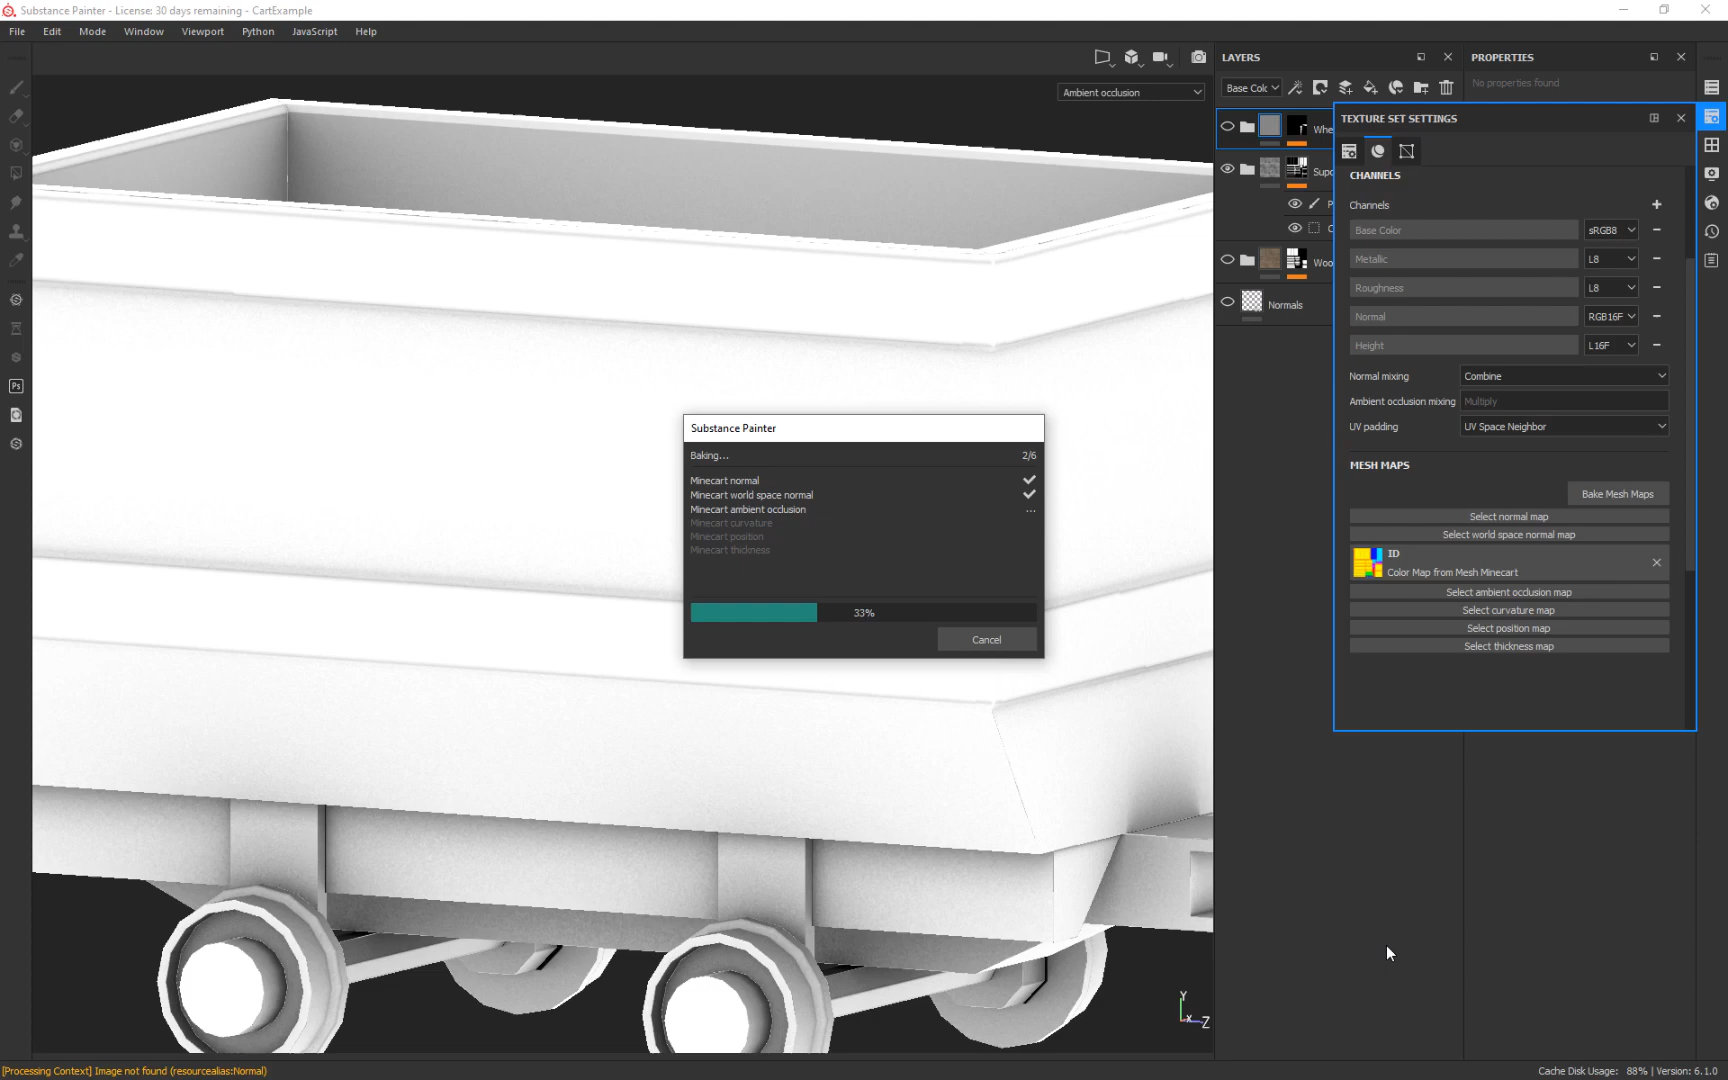 Substance Painter - License: 30 days remaining - CartExample
File Edit Mode Window Viewport Python JavaScript Help
Ambient occlusion
LAYERS
Base Colo
Whe
Supp
P
C
Woo
Normals
PROPERTIES
No properties found
TEXTURE SET SETTINGS
CHANNELS
Channels
Base Color sRGB8
Metallic L8
Roughness L8
Normal RGB16F
Height L16F
Normal mixing Combine
Ambient occlusion mixing Multiply
UV padding UV Space Neighbor
MESH MAPS
Bake Mesh Maps
Select normal map
Select world space normal map
ID
Color Map from Mesh Minecart
Select ambient occlusion map
Select curvature map
Select position map
Select thickness map
Substance Painter
Baking... 2/6
Minecart normal
Minecart world space normal
Minecart ambient occlusion ...
Minecart curvature
Minecart position
Minecart thickness
33%
Cancel
Ps
Y
X
Z
[Processing Context] Image not found (resourcealias:Normal)
Cache Disk Usage: 88% | Version: 6.1.0